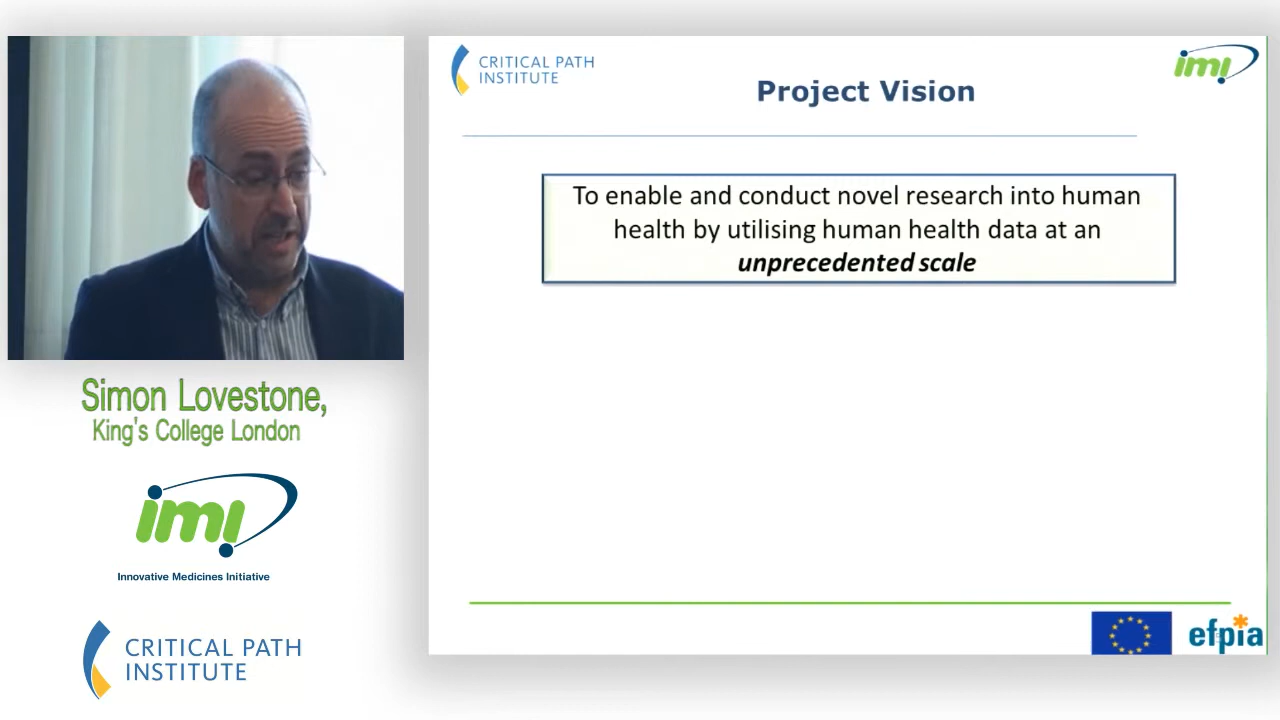 Simon Lovestone,
King's College London
imi
Innovative Medicines Initiative
CRITICAL PATH
INSTITUTE
CRITICAL PATH
INSTITUTE
imi
Project Vision
To enable and conduct novel research into human
health by utilising human health data at an
unprecedented scale
efpia